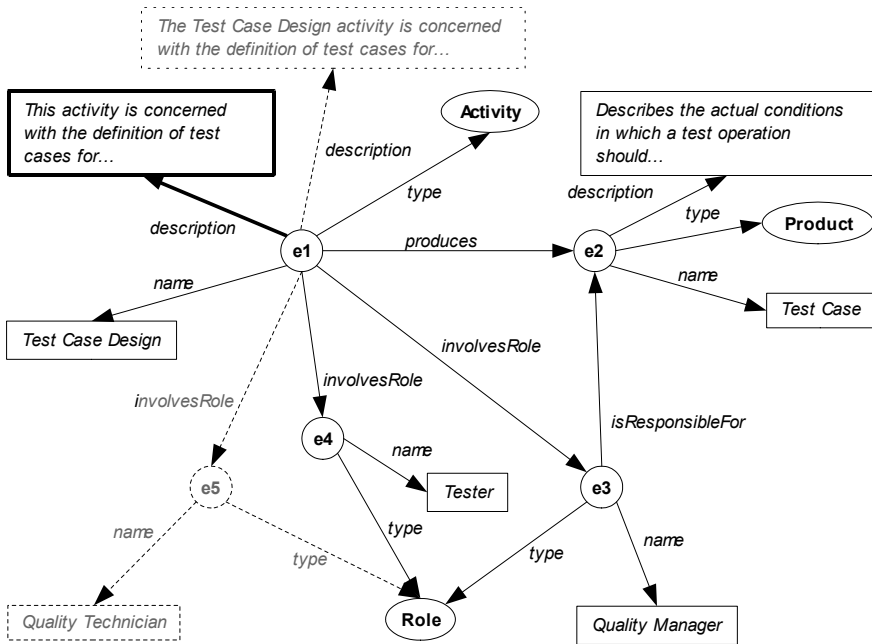 The Test Case Design activity is concerned
with the definition of test cases for…
This activity is concerned
with the definition of test
cases for…
Activity
Describes the actual conditions
in which a test operation
should…
description
type
description
type
Product
description
e1
produces
e2
name
name
Test Case Design
Test Case
involvesRole
involvesRole
involvesRole
isResponsibleFor
e4
name
e5
Tester
e3
name
type
type
type
name
Quality Technician
Role
Quality Manager